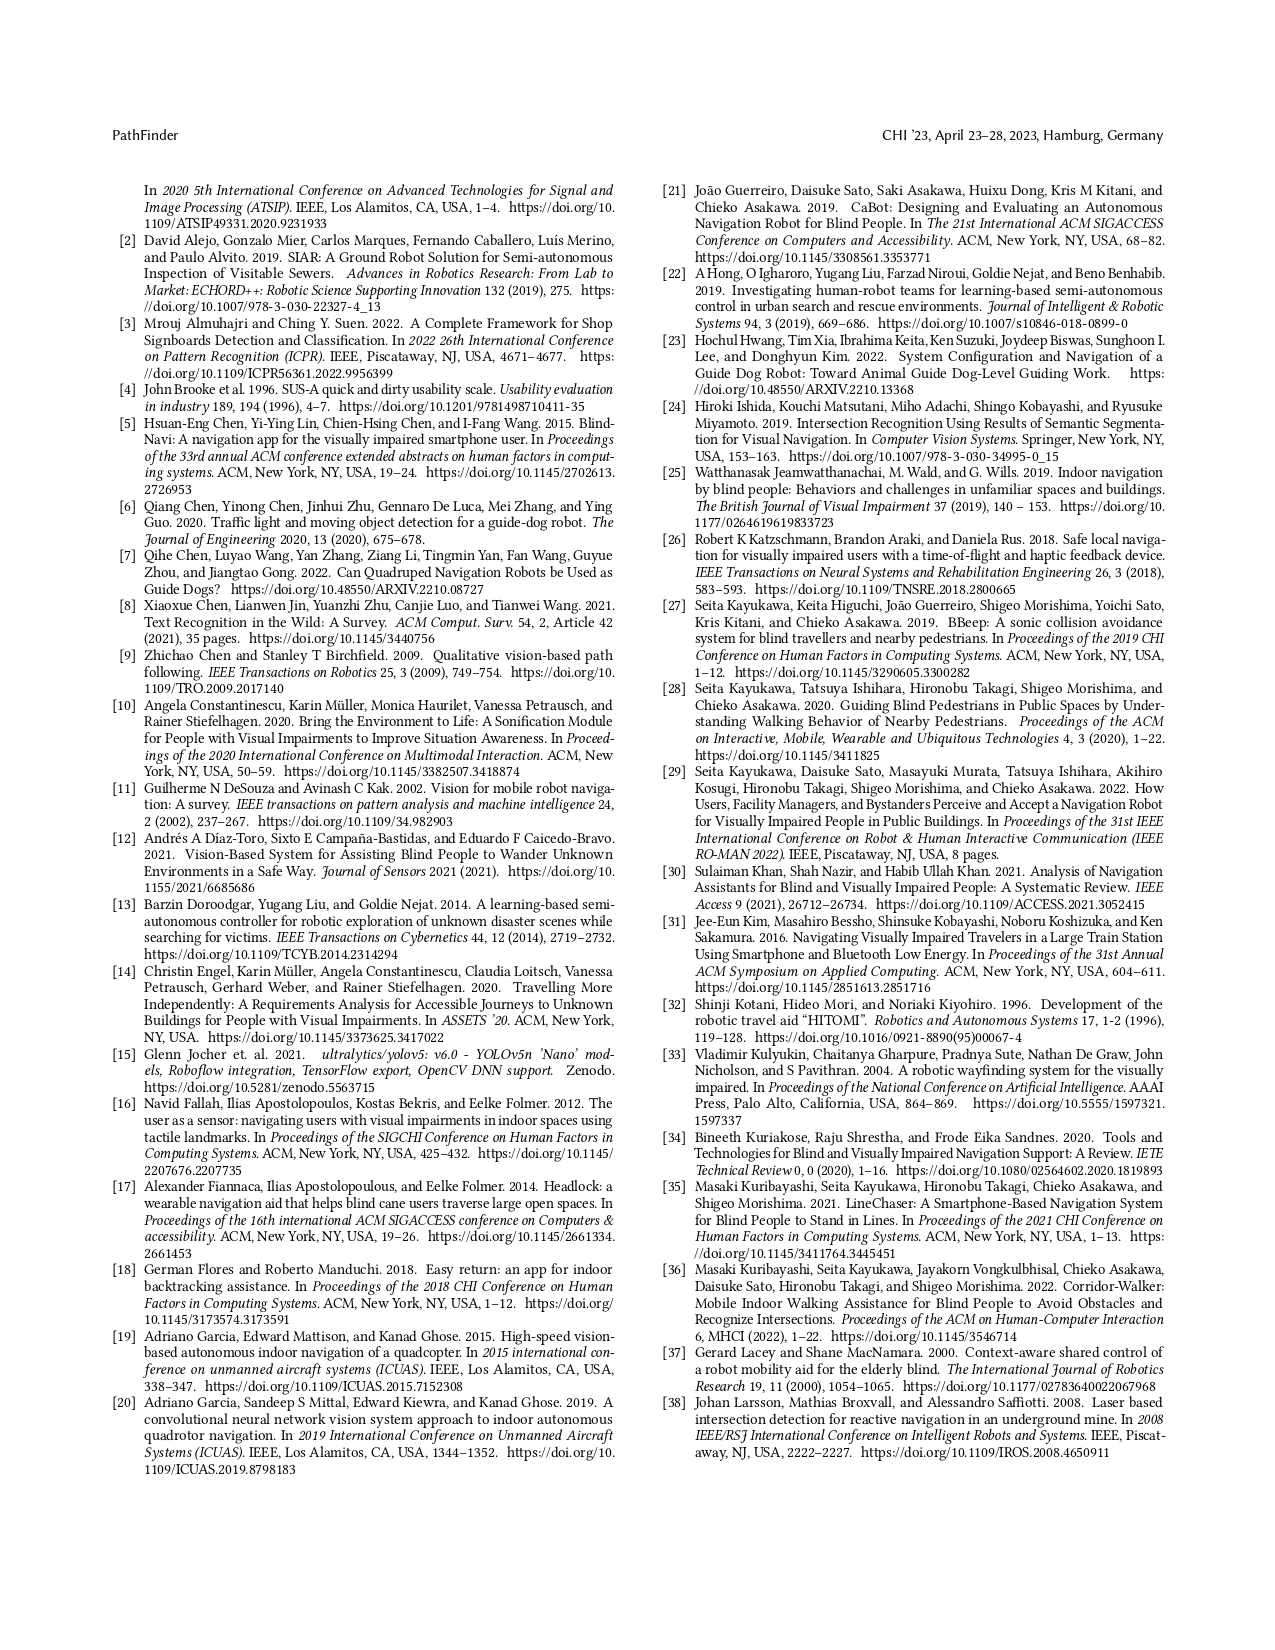 PathFinder
CHI '23, April 23–28, 2023, Hamburg, Germany
In 2020 5th International Conference on Advanced Technologies for Signal and
Image Processing (ATSIP). IEEE, Los Alamitos, CA, USA, 1–4. https://doi.org/10.
1109/ATSIP49331.2020.9231933
[2] David Alejo, Gonzalo Mier, Carlos Marques, Fernando Caballero, Luís Merino,
and Paulo Alvito. 2019. SIAR: A Ground Robot Solution for Semi-autonomous
Inspection of Visitable Sewers. Advances in Robotics Research: From Lab to
Market: ECHORD++: Robotic Science Supporting Innovation 132 (2019), 275. https:
//doi.org/10.1007/978-3-030-22327-4_13
[3] Mrouj Almuhajri and Ching Y. Suen. 2022. A Complete Framework for Shop
Signboards Detection and Classification. In 2022 26th International Conference
on Pattern Recognition (ICPR). IEEE, Piscataway, NJ, USA, 4671–4677. https:
//doi.org/10.1109/ICPR56361.2022.9956399
[4] John Brooke et al. 1996. SUS-A quick and dirty usability scale. Usability evaluation
in industry 189, 194 (1996), 4–7. https://doi.org/10.1201/9781498710411-35
[5] Hsuan-Eng Chen, Yi-Ying Lin, Chien-Hsing Chen, and I-Fang Wang. 2015. Blind-
Navi: A navigation app for the visually impaired smartphone user. In Proceedings
of the 33rd annual ACM conference extended abstracts on human factors in comput-
ing systems. ACM, New York, NY, USA, 19–24. https://doi.org/10.1145/2702613.
2726953
[6] Qiang Chen, Yinong Chen, Jinhui Zhu, Gennaro De Luca, Mei Zhang, and Ying
Guo. 2020. Traffic light and moving object detection for a guide-dog robot. The
Journal of Engineering 2020, 13 (2020), 675–678.
[7] Qihe Chen, Luyao Wang, Yan Zhang, Ziang Li, Tingmin Yan, Fan Wang, Guyue
Zhou, and Jiangtao Gong. 2022. Can Quadruped Navigation Robots be Used as
Guide Dogs? https://doi.org/10.48550/ARXIV.2210.08727
[8] Xiaoxue Chen, Lianwen Jin, Yuanzhi Zhu, Canjie Luo, and Tianwei Wang. 2021.
Text Recognition in the Wild: A Survey. ACM Comput. Surv. 54, 2, Article 42
(2021), 35 pages. https://doi.org/10.1145/3440756
[9] Zhichao Chen and Stanley T Birchfield. 2009. Qualitative vision-based path
following. IEEE Transactions on Robotics 25, 3 (2009), 749–754. https://doi.org/10.
1109/TRO.2009.2017140
[10] Angela Constantinescu, Karin Müller, Monica Haurilet, Vanessa Petrausch, and
Rainer Stiefelhagen. 2020. Bring the Environment to Life: A Sonification Module
for People with Visual Impairments to Improve Situation Awareness. In Proceed-
ings of the 2020 International Conference on Multimodal Interaction. ACM, New
York, NY, USA, 50–59. https://doi.org/10.1145/3382507.3418874
[11] Guilherme N DeSouza and Avinash C Kak. 2002. Vision for mobile robot naviga-
tion: A survey. IEEE transactions on pattern analysis and machine intelligence 24,
2 (2002), 237–267. https://doi.org/10.1109/34.982903
[12] Andrés A Díaz-Toro, Sixto E Campaña-Bastidas, and Eduardo F Caicedo-Bravo.
2021. Vision-Based System for Assisting Blind People to Wander Unknown
Environments in a Safe Way. Journal of Sensors 2021 (2021). https://doi.org/10.
1155/2021/6685686
[13] Barzin Doroodgar, Yugang Liu, and Goldie Nejat. 2014. A learning-based semi-
autonomous controller for robotic exploration of unknown disaster scenes while
searching for victims. IEEE Transactions on Cybernetics 44, 12 (2014), 2719–2732.
https://doi.org/10.1109/TCYB.2014.2314294
[14] Christin Engel, Karin Müller, Angela Constantinescu, Claudia Loitsch, Vanessa
Petrausch, Gerhard Weber, and Rainer Stiefelhagen. 2020. Travelling More
Independently: A Requirements Analysis for Accessible Journeys to Unknown
Buildings for People with Visual Impairments. In ASSETS '20. ACM, New York,
NY, USA. https://doi.org/10.1145/3373625.3417022
[15] Glenn Jocher et. al. 2021. ultralytics/yolov5: v6.0 - YOLOv5n 'Nano' mod-
els, Roboflow integration, TensorFlow export, OpenCV DNN support. Zenodo.
https://doi.org/10.5281/zenodo.5563715
[16] Navid Fallah, Ilias Apostolopoulos, Kostas Bekris, and Eelke Folmer. 2012. The
user as a sensor: navigating users with visual impairments in indoor spaces using
tactile landmarks. In Proceedings of the SIGCHI Conference on Human Factors in
Computing Systems. ACM, New York, NY, USA, 425–432. https://doi.org/10.1145/
2207676.2207735
[17] Alexander Fiannaca, Ilias Apostolopoulous, and Eelke Folmer. 2014. Headlock: a
wearable navigation aid that helps blind cane users traverse large open spaces. In
Proceedings of the 16th international ACM SIGACCESS conference on Computers &
accessibility. ACM, New York, NY, USA, 19–26. https://doi.org/10.1145/2661334.
2661453
[18] German Flores and Roberto Manduchi. 2018. Easy return: an app for indoor
backtracking assistance. In Proceedings of the 2018 CHI Conference on Human
Factors in Computing Systems. ACM, New York, NY, USA, 1–12. https://doi.org/
10.1145/3173574.3173591
[19] Adriano Garcia, Edward Mattison, and Kanad Ghose. 2015. High-speed vision-
based autonomous indoor navigation of a quadcopter. In 2015 international con-
ference on unmanned aircraft systems (ICUAS). IEEE, Los Alamitos, CA, USA,
338–347. https://doi.org/10.1109/ICUAS.2015.7152308
[20] Adriano Garcia, Sandeep S Mittal, Edward Kiewra, and Kanad Ghose. 2019. A
convolutional neural network vision system approach to indoor autonomous
quadrotor navigation. In 2019 International Conference on Unmanned Aircraft
Systems (ICUAS). IEEE, Los Alamitos, CA, USA, 1344–1352. https://doi.org/10.
1109/ICUAS.2019.8798183
[21] João Guerreiro, Daisuke Sato, Saki Asakawa, Huixu Dong, Kris M Kitani, and
Chieko Asakawa. 2019. CaBot: Designing and Evaluating an Autonomous
Navigation Robot for Blind People. In The 21st International ACM SIGACCESS
Conference on Computers and Accessibility. ACM, New York, NY, USA, 68–82.
https://doi.org/10.1145/3308561.3353771
[22] A Hong, O Igharoro, Yugang Liu, Farzad Niroui, Goldie Nejat, and Beno Benhabib.
2019. Investigating human-robot teams for learning-based semi-autonomous
control in urban search and rescue environments. Journal of Intelligent & Robotic
Systems 94, 3 (2019), 669–686. https://doi.org/10.1007/s10846-018-0899-0
[23] Hochul Hwang, Tim Xia, Ibrahima Keita, Ken Suzuki, Joydeep Biswas, Sunghoon I.
Lee, and Donghyun Kim. 2022. System Configuration and Navigation of a
Guide Dog Robot: Toward Animal Guide Dog-Level Guiding Work. https:
//doi.org/10.48550/ARXIV.2210.13368
[24] Hiroki Ishida, Kouchi Matsutani, Miho Adachi, Shingo Kobayashi, and Ryusuke
Miyamoto. 2019. Intersection Recognition Using Results of Semantic Segmenta-
tion for Visual Navigation. In Computer Vision Systems. Springer, New York, NY,
USA, 153–163. https://doi.org/10.1007/978-3-030-34995-0_15
[25] Watthanasak Jeamwatthanachai, M. Wald, and G. Wills. 2019. Indoor navigation
by blind people: Behaviors and challenges in unfamiliar spaces and buildings.
The British Journal of Visual Impairment 37 (2019), 140 – 153. https://doi.org/10.
1177/0264619619833723
[26] Robert K Katzschmann, Brandon Araki, and Daniela Rus. 2018. Safe local naviga-
tion for visually impaired users with a time-of-flight and haptic feedback device.
IEEE Transactions on Neural Systems and Rehabilitation Engineering 26, 3 (2018),
583–593. https://doi.org/10.1109/TNSRE.2018.2800665
[27] Seita Kayukawa, Keita Higuchi, João Guerreiro, Shigeo Morishima, Yoichi Sato,
Kris Kitani, and Chieko Asakawa. 2019. BBeep: A sonic collision avoidance
system for blind travellers and nearby pedestrians. In Proceedings of the 2019 CHI
Conference on Human Factors in Computing Systems. ACM, New York, NY, USA,
1–12. https://doi.org/10.1145/3290605.3300282
[28] Seita Kayukawa, Tatsuya Ishihara, Hironobu Takagi, Shigeo Morishima, and
Chieko Asakawa. 2020. Guiding Blind Pedestrians in Public Spaces by Under-
standing Walking Behavior of Nearby Pedestrians. Proceedings of the ACM
on Interactive, Mobile, Wearable and Ubiquitous Technologies 4, 3 (2020), 1–22.
https://doi.org/10.1145/3411825
[29] Seita Kayukawa, Daisuke Sato, Masayuki Murata, Tatsuya Ishihara, Akihiro
Kosugi, Hironobu Takagi, Shigeo Morishima, and Chieko Asakawa. 2022. How
Users, Facility Managers, and Bystanders Perceive and Accept a Navigation Robot
for Visually Impaired People in Public Buildings. In Proceedings of the 31st IEEE
International Conference on Robot & Human Interactive Communication (IEEE
RO-MAN 2022). IEEE, Piscataway, NJ, USA, 8 pages.
[30] Sulaiman Khan, Shah Nazir, and Habib Ullah Khan. 2021. Analysis of Navigation
Assistants for Blind and Visually Impaired People: A Systematic Review. IEEE
Access 9 (2021), 26712–26734. https://doi.org/10.1109/ACCESS.2021.3052415
[31] Jee-Eun Kim, Masahiro Bessho, Shinsuke Kobayashi, Noboru Koshizuka, and Ken
Sakamura. 2016. Navigating Visually Impaired Travelers in a Large Train Station
Using Smartphone and Bluetooth Low Energy. In Proceedings of the 31st Annual
ACM Symposium on Applied Computing. ACM, New York, NY, USA, 604–611.
https://doi.org/10.1145/2851613.2851716
[32] Shinji Kotani, Hideo Mori, and Noriaki Kiyohiro. 1996. Development of the
robotic travel aid “HITOMI”. Robotics and Autonomous Systems 17, 1-2 (1996),
119–128. https://doi.org/10.1016/0921-8890(95)00067-4
[33] Vladimir Kulyukin, Chaitanya Gharpure, Pradnya Sute, Nathan De Graw, John
Nicholson, and S Pavithran. 2004. A robotic wayfinding system for the visually
impaired. In Proceedings of the National Conference on Artificial Intelligence. AAAI
Press, Palo Alto, California, USA, 864–869. https://doi.org/10.5555/1597321.
1597337
[34] Bineeth Kuriakose, Raju Shrestha, and Frode Eika Sandnes. 2020. Tools and
Technologies for Blind and Visually Impaired Navigation Support: A Review. IETE
Technical Review 0, 0 (2020), 1–16. https://doi.org/10.1080/02564602.2020.1819893
[35] Masaki Kuribayashi, Seita Kayukawa, Hironobu Takagi, Chieko Asakawa, and
Shigeo Morishima. 2021. LineChaser: A Smartphone-Based Navigation System
for Blind People to Stand in Lines. In Proceedings of the 2021 CHI Conference on
Human Factors in Computing Systems. ACM, New York, NY, USA, 1–13. https:
//doi.org/10.1145/3411764.3445451
[36] Masaki Kuribayashi, Seita Kayukawa, Jayakorn Vongkulbhisal, Chieko Asakawa,
Daisuke Sato, Hironobu Takagi, and Shigeo Morishima. 2022. Corridor-Walker:
Mobile Indoor Walking Assistance for Blind People to Avoid Obstacles and
Recognize Intersections. Proceedings of the ACM on Human-Computer Interaction
6, MHCI (2022), 1–22. https://doi.org/10.1145/3546714
[37] Gerard Lacey and Shane MacNamara. 2000. Context-aware shared control of
a robot mobility aid for the elderly blind. The International Journal of Robotics
Research 19, 11 (2000), 1054–1065. https://doi.org/10.1177/02783640022067968
[38] Johan Larsson, Mathias Broxvall, and Alessandro Saffiotti. 2008. Laser based
intersection detection for reactive navigation in an underground mine. In 2008
IEEE/RSJ International Conference on Intelligent Robots and Systems. IEEE, Piscat-
away, NJ, USA, 2222–2227. https://doi.org/10.1109/IROS.2008.4650911